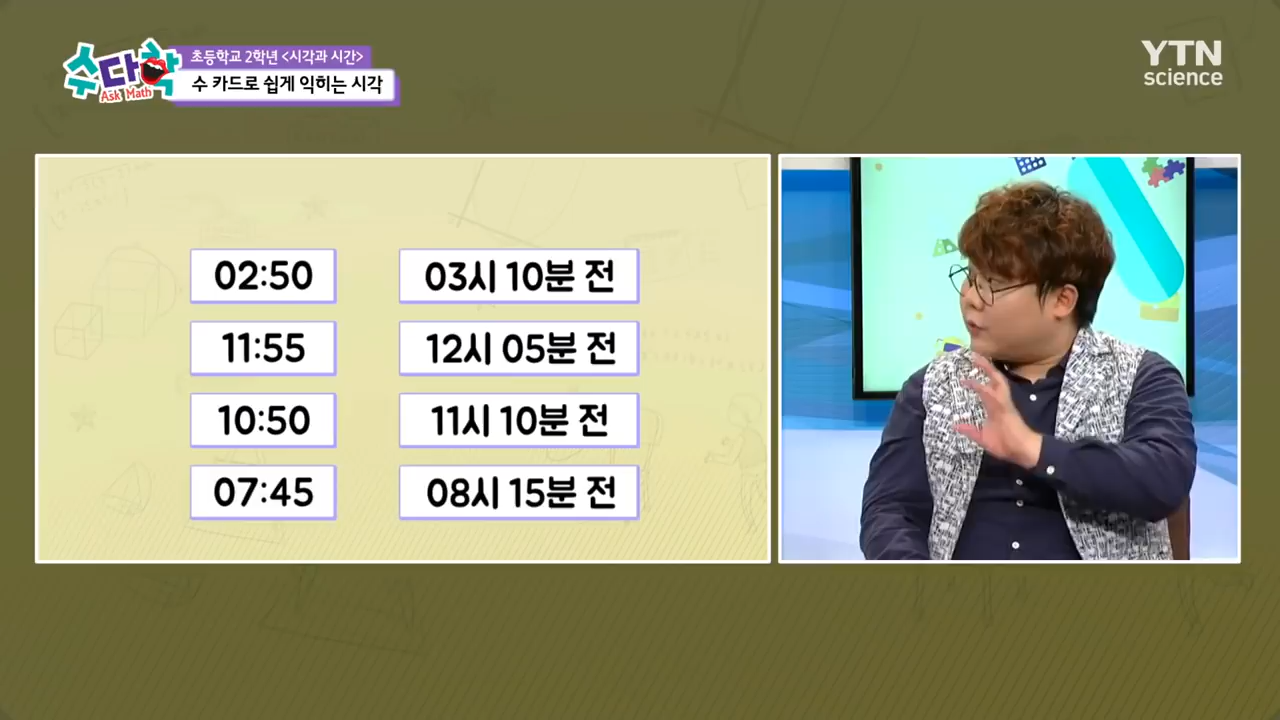 수다학
Ask Math
초등학교 2학년 <시각과 시간>
수 카드로 쉽게 익히는 시각
YTN
science
02:50 03시 10분 전
11:55 12시 05분 전
10:50 11시 10분 전
07:45 08시 15분 전